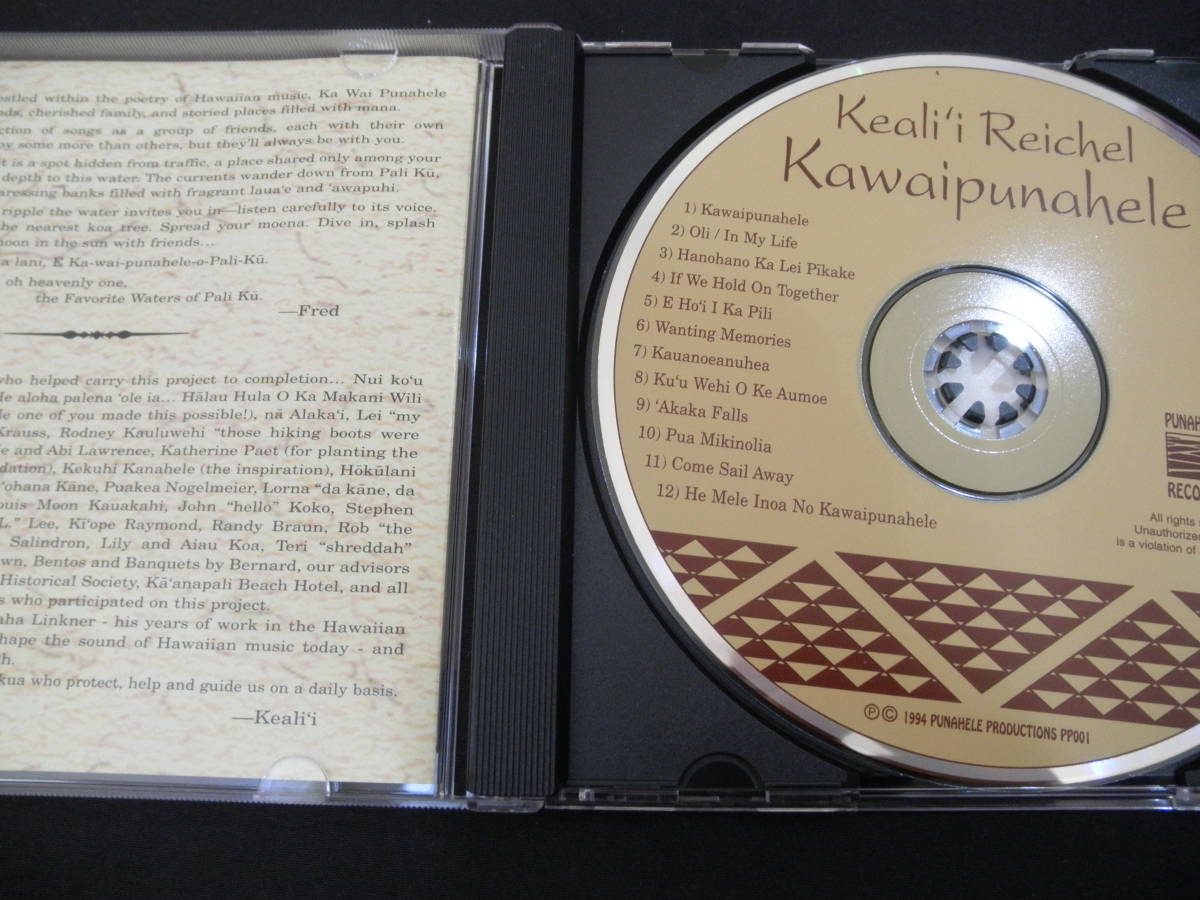 within the poetry of Hawaiian music, Ka Wai Punahele
cherished family, and storied places filled with mana.
of songs as a group of friends, each with their own
some more than others, but they'll always be with you.
is a spot hidden from traffic, a place shared only among your
depth to this water. The currents wander down from Pali Kū,
banks filled with fragrant laua'e and 'awapuhi.
ripple the water invites you in—listen carefully to its voice.
the nearest koa tree. Spread your moena. Dive in, splash
in the sun with friends...
lani, E Ka-wai-punahele-o-Pali-Kū.
oh heavenly one,
the Favorite Waters of Pali Kū.
—Fred
who helped carry this project to completion... Nui ko'u
aloha palena 'ole ia... Hālau Hula O Ka Makani Wili
one of you made this possible!), nā Alaka'i, Lei "my
Krauss, Rodney Kauluwehi "those hiking boots were
and Abi Lawrence, Katherine Paet (for planting the
Kekuhi Kanahele (the inspiration), Hōkūlani
'ohana Kāne, Puakea Nogelmeier, Lorna "da kāne, da
Moon Kauakahi, John "hello" Koko, Stephen
L." Lee, Ki'ope Raymond, Randy Braun, Rob "the
Salindron, Lily and Aiau Koa, Teri "shreddah"
Bentos and Banquets by Bernard, our advisors
Historical Society, Kā'anapali Beach Hotel, and all
who participated on this project.
Linkner - his years of work in the Hawaiian
shape the sound of Hawaiian music today - and
who protect, help and guide us on a daily basis.
—Keali'i
Keali'i Reichel
Kawaipunahele
1) Kawaipunahele
2) Oli / In My Life
3) Hanohano Ka Lei Pīkake
4) If We Hold On Together
5) E Ho'i I Ka Pili
6) Wanting Memories
7) Kauanoeanuhea
8) Ku'u Wehi O Ke Aumoe
9) 'Akaka Falls
10) Pua Mikinolia
11) Come Sail Away
12) He Mele Inoa No Kawaipunahele
PUNAH
RECO
All rights
Unauthorized
is a violation of
℗ © 1994 PUNAHELE PRODUCTIONS PP001